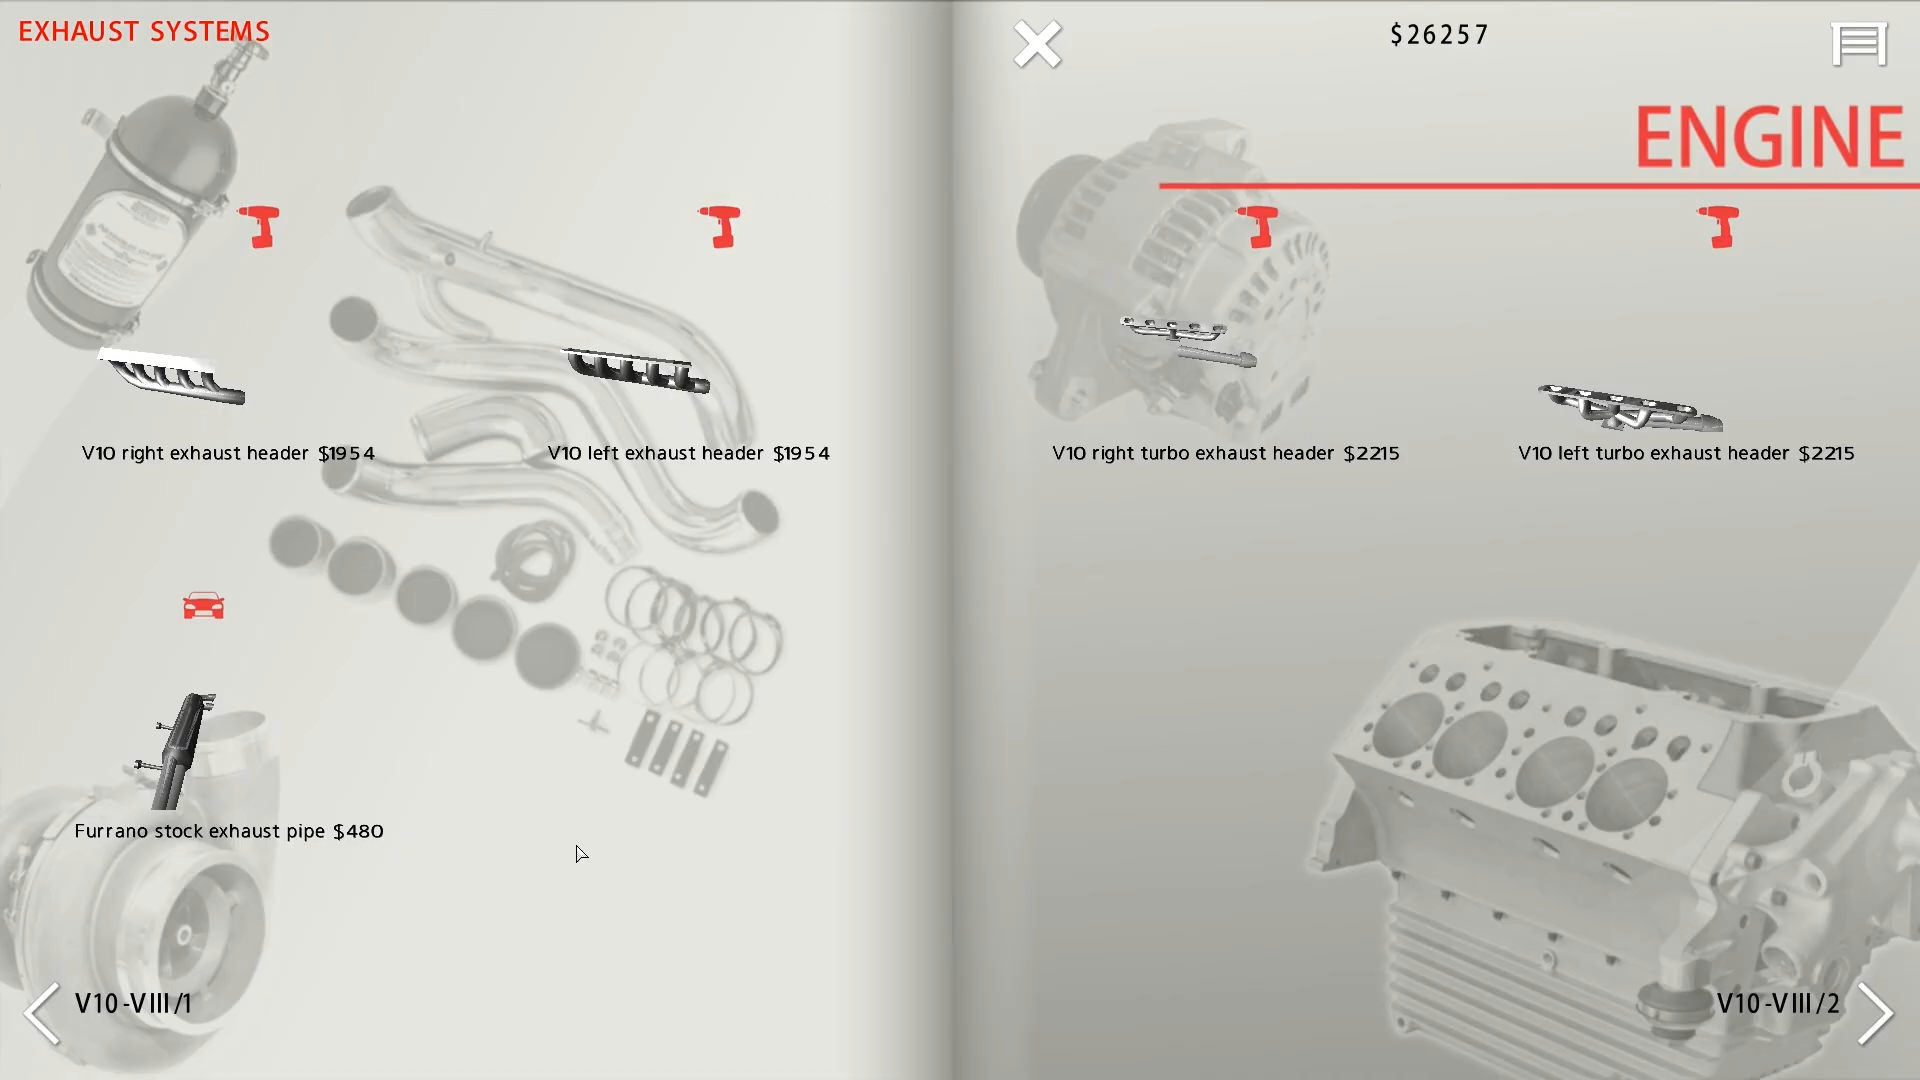 EXHAUST SYSTEMS
$26257
ENGINE
V10 right exhaust header $1954
V10 left exhaust header $1954
V10 right turbo exhaust header $2215
V10 left turbo exhaust header $2215
Furrano stock exhaust pipe $480
V10-VIII/1
V10-VIII/2